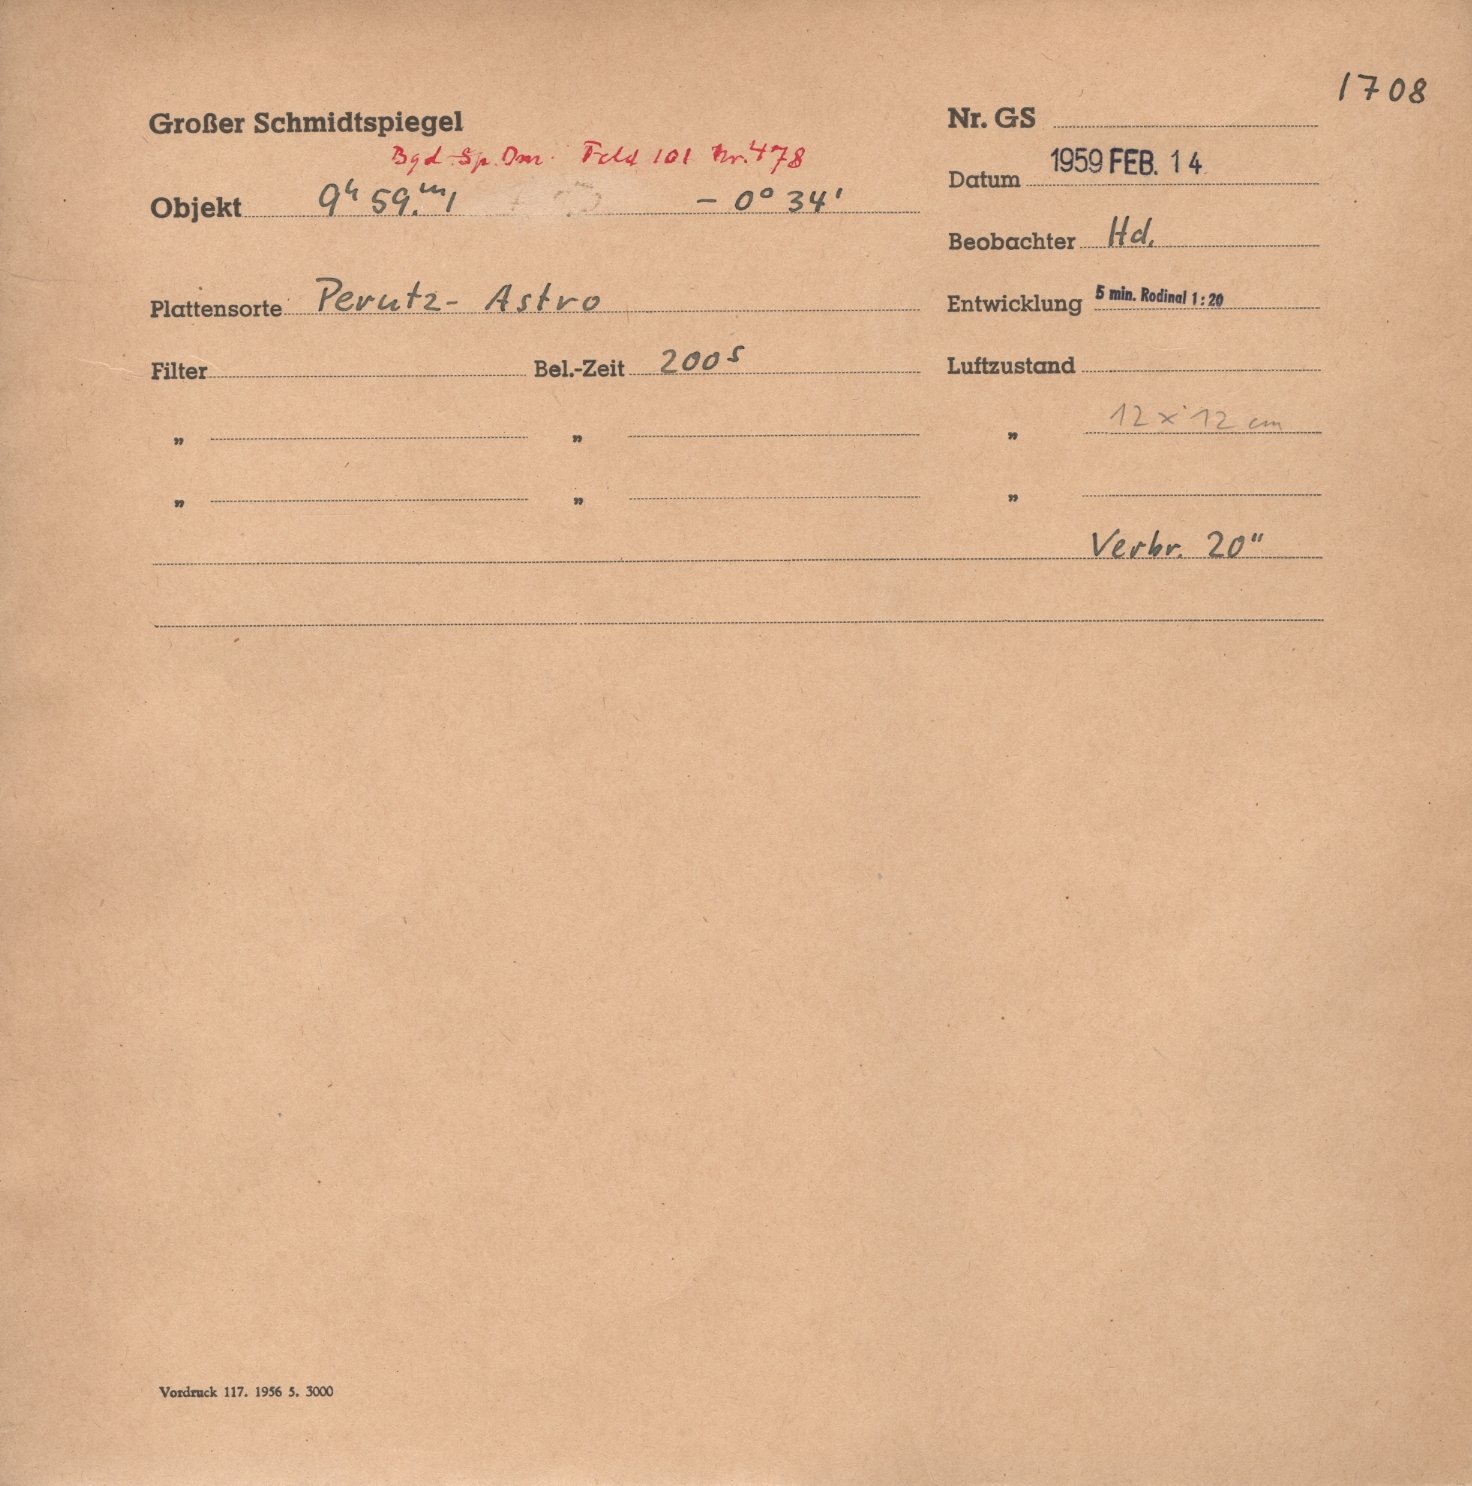 1708
Großer Schmidtspiegel
Nr. GS
Bgd. Sp. Dm. Feld 101 Nr. 478
Datum 1959 FEB. 14
Objekt 9h 59.m1 – 0° 34'
Beobachter Hd.
Plattensorte Perutz- Astro
Entwicklung 5 min. Rodinal 1:20
Filter Bel.-Zeit 200s Luftzustand
„ „ „ 12 x 12 cm
„ „ „
Verbr. 20"
Vordruck 117. 1956 5. 3000